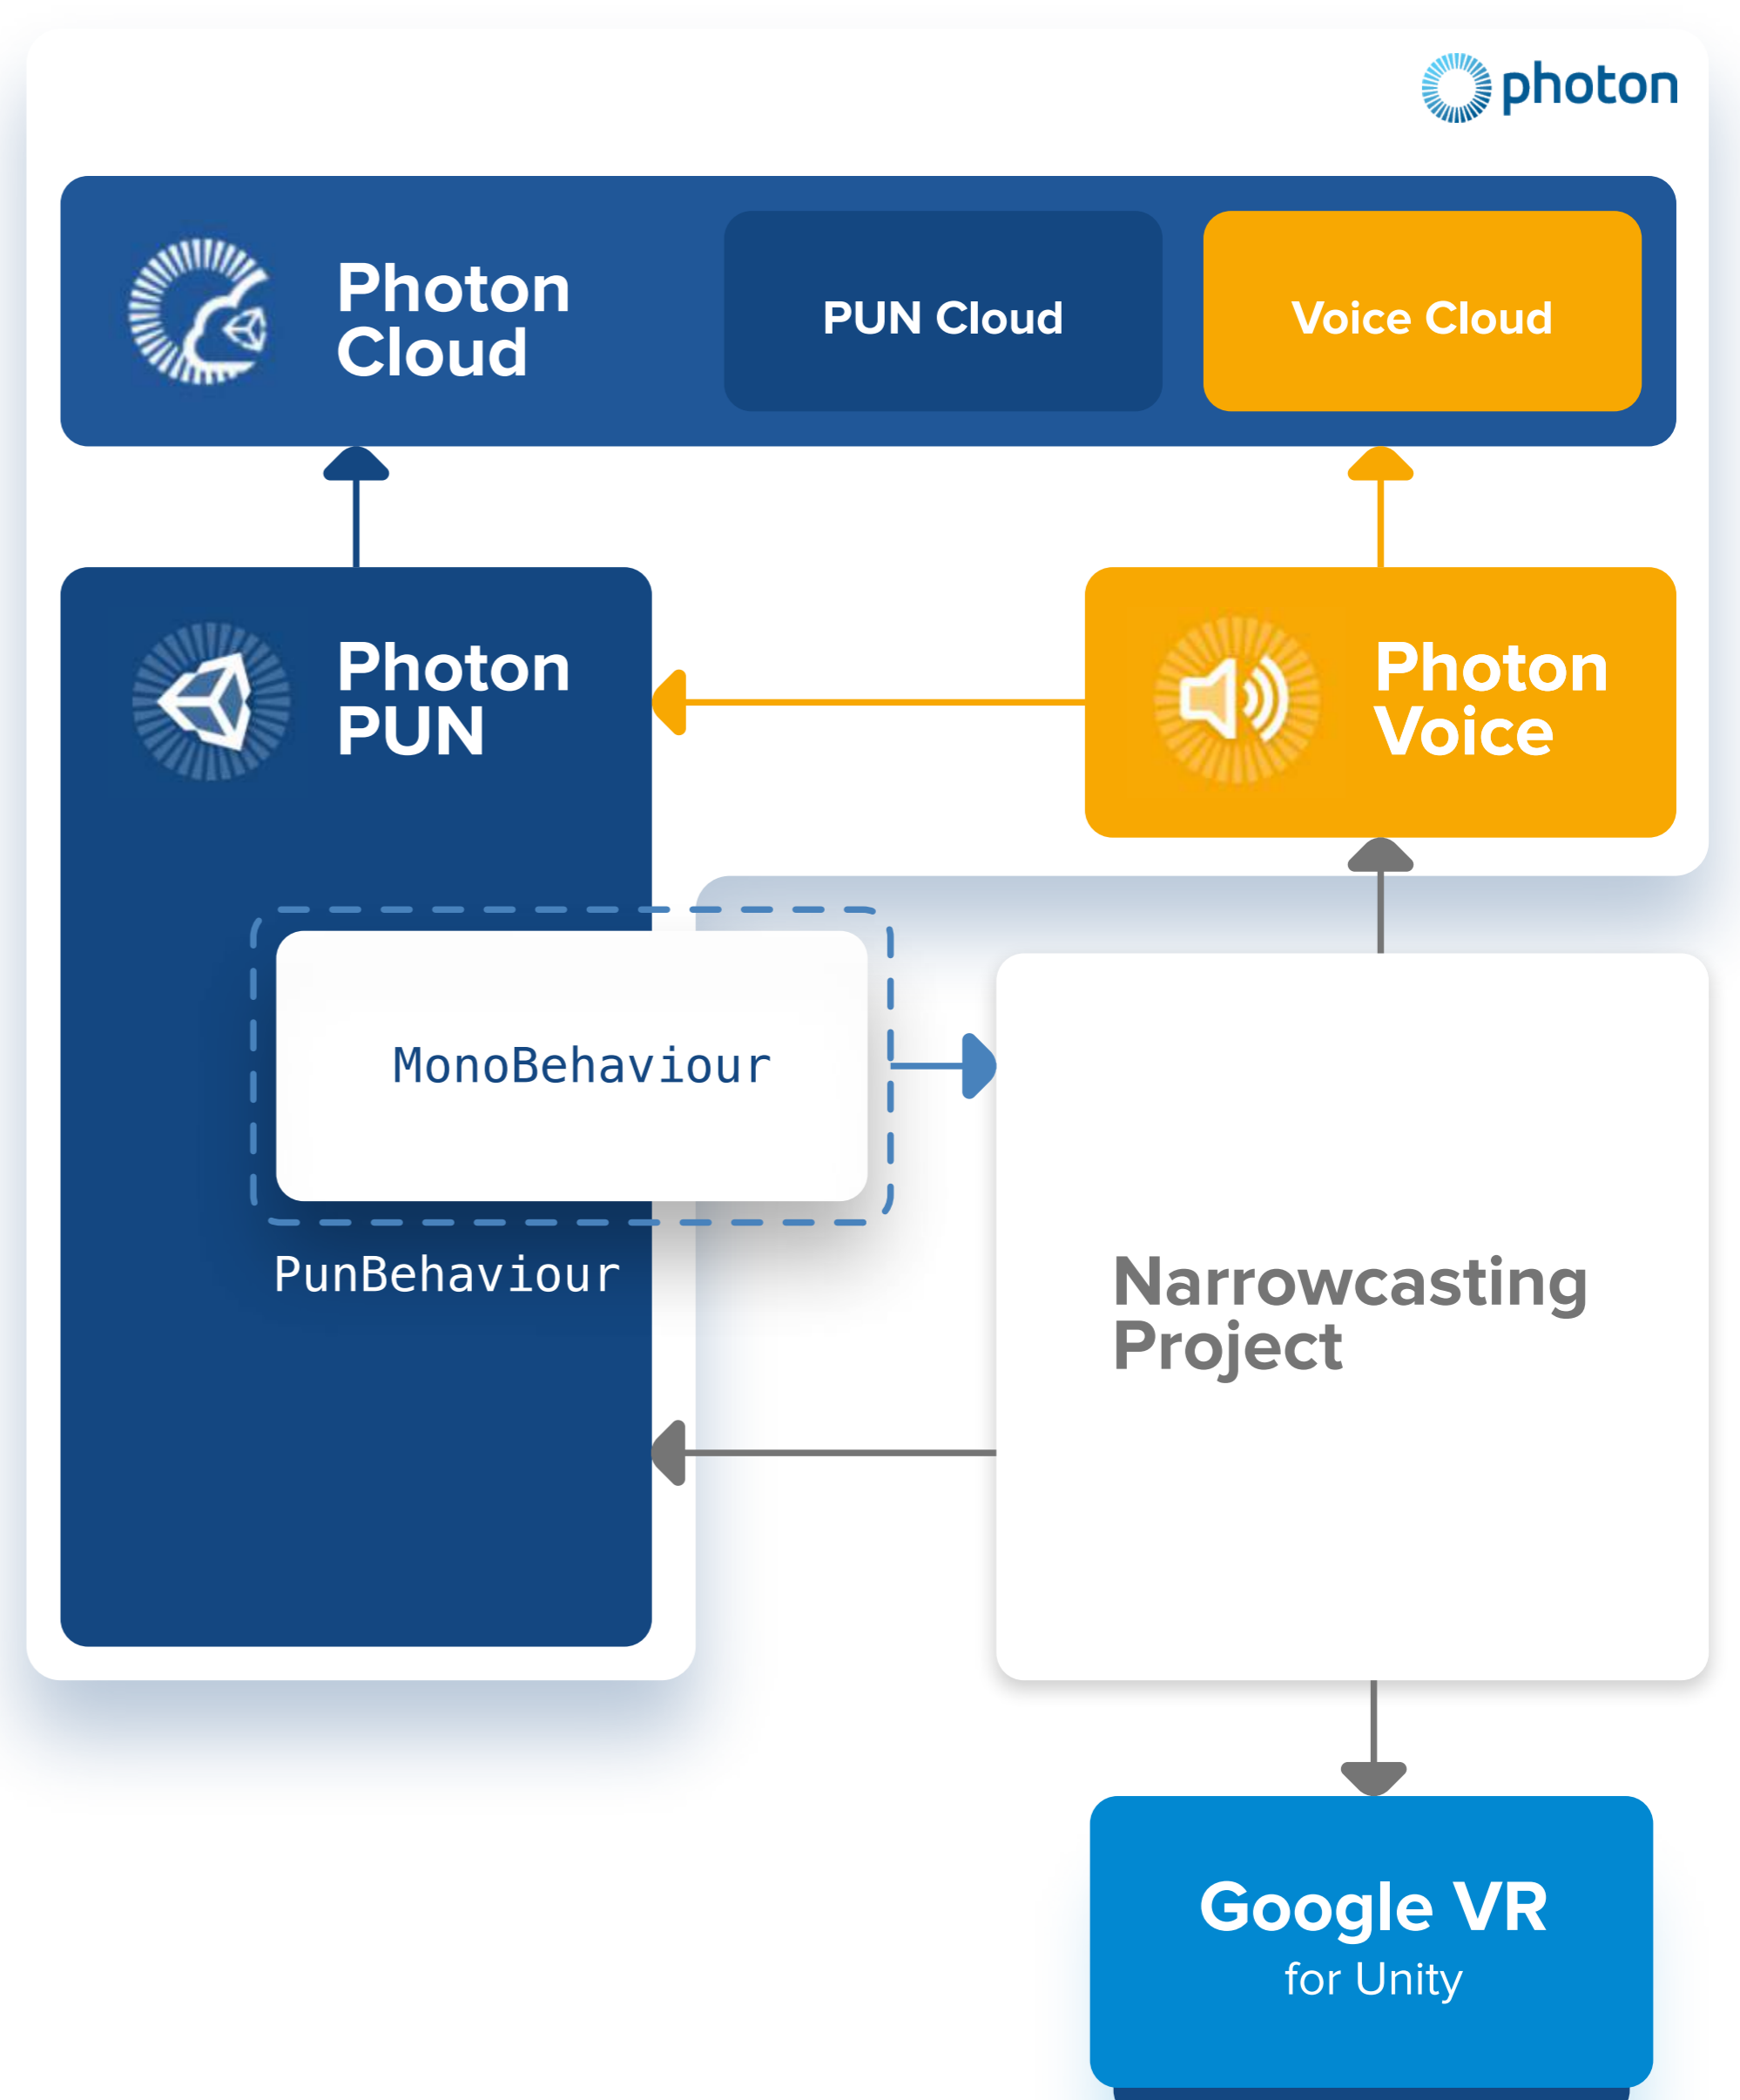 photon
Photon
Cloud
PUN Cloud
Voice Cloud
Photon
PUN
Photon
Voice
MonoBehaviour
PunBehaviour
Narrowcasting
Project
Google VR
for Unity